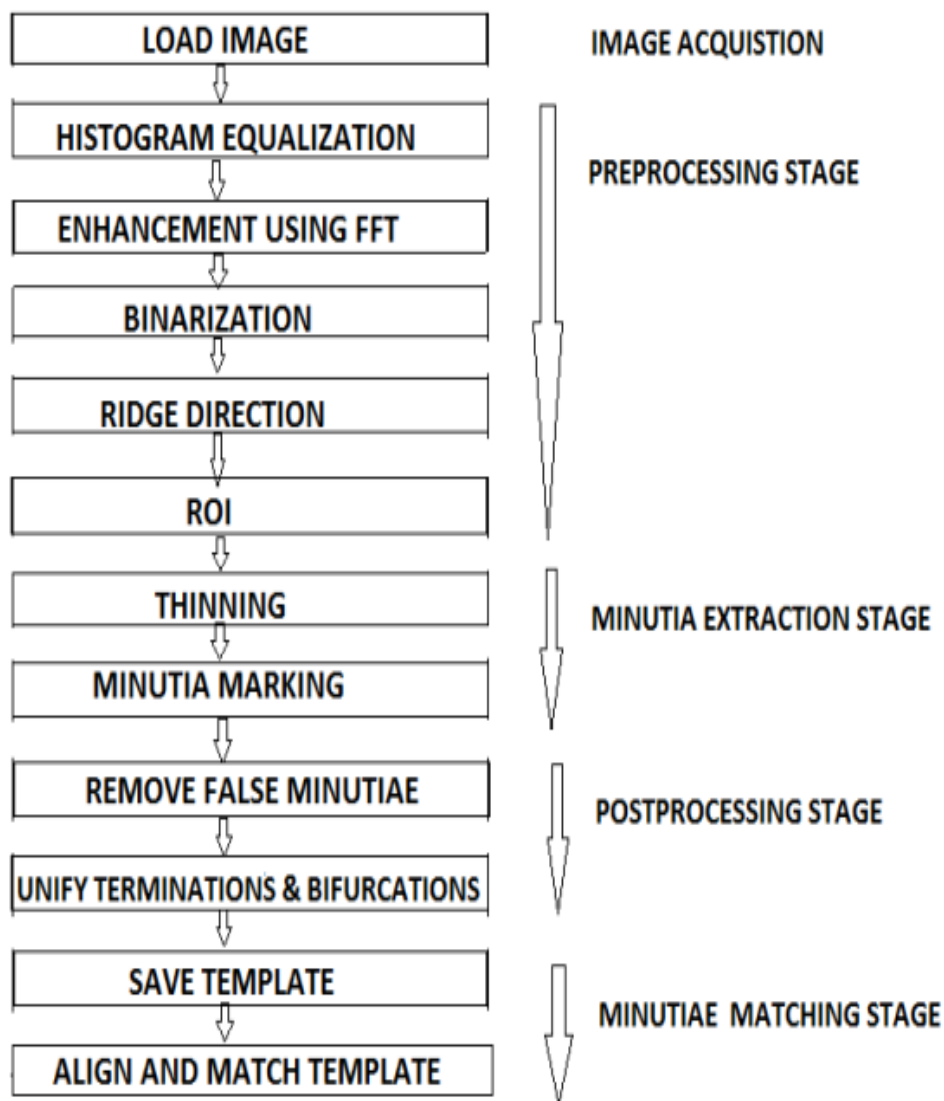 LOAD IMAGE
IMAGE ACQUISTION
HISTOGRAM EQUALIZATION
PREPROCESSING STAGE
ENHANCEMENT USING FFT
BINARIZATION
RIDGE DIRECTION
ROI
THINNING
MINUTIA EXTRACTION STAGE
MINUTIA MARKING
REMOVE FALSE MINUTIAE
POSTPROCESSING STAGE
UNIFY TERMINATIONS & BIFURCATIONS
SAVE TEMPLATE
MINUTIAE MATCHING STAGE
ALIGN AND MATCH TEMPLATE